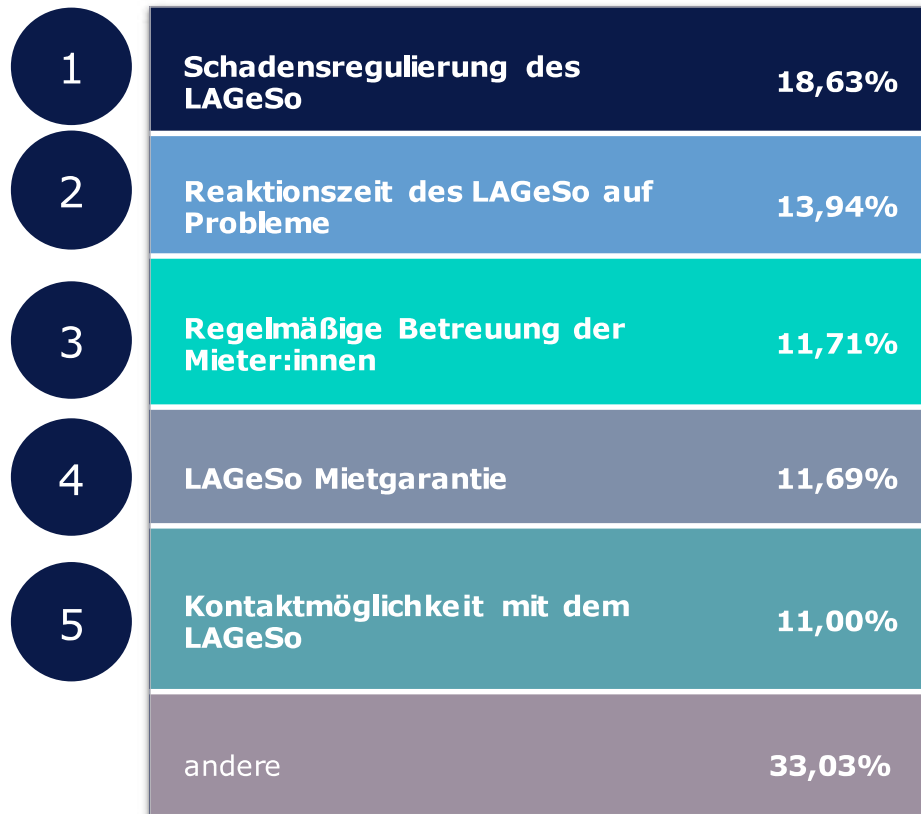 1
Schadensregulierung des
LAGeSo
18,63%
2
Reaktionszeit des LAGeSo auf
Probleme
13,94%
3
Regelmäßige Betreuung der
Mieter:innen
11,71%
4
LAGeSo Mietgarantie
11,69%
5
Kontaktmöglichkeit mit dem
LAGeSo
11,00%
andere
33,03%